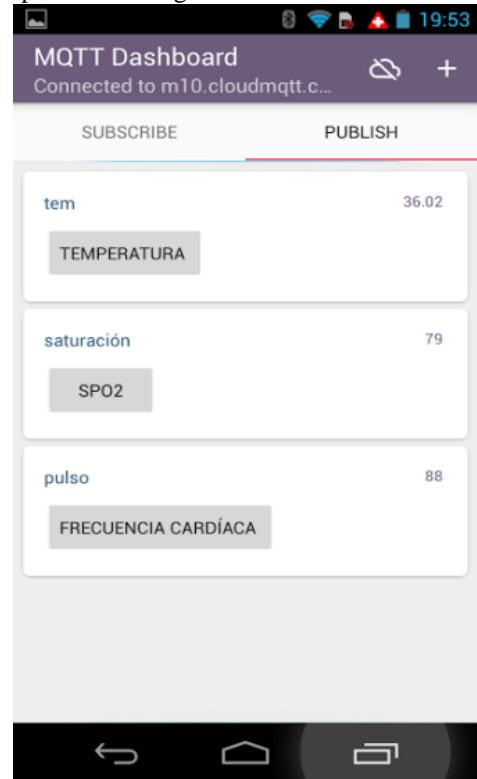 19:53
MQTT Dashboard
Connected to m10.cloudmqtt.c...
SUBSCRIBE PUBLISH
tem 36.02
TEMPERATURA
saturación 79
SPO2
pulso 88
FRECUENCIA CARDÍACA